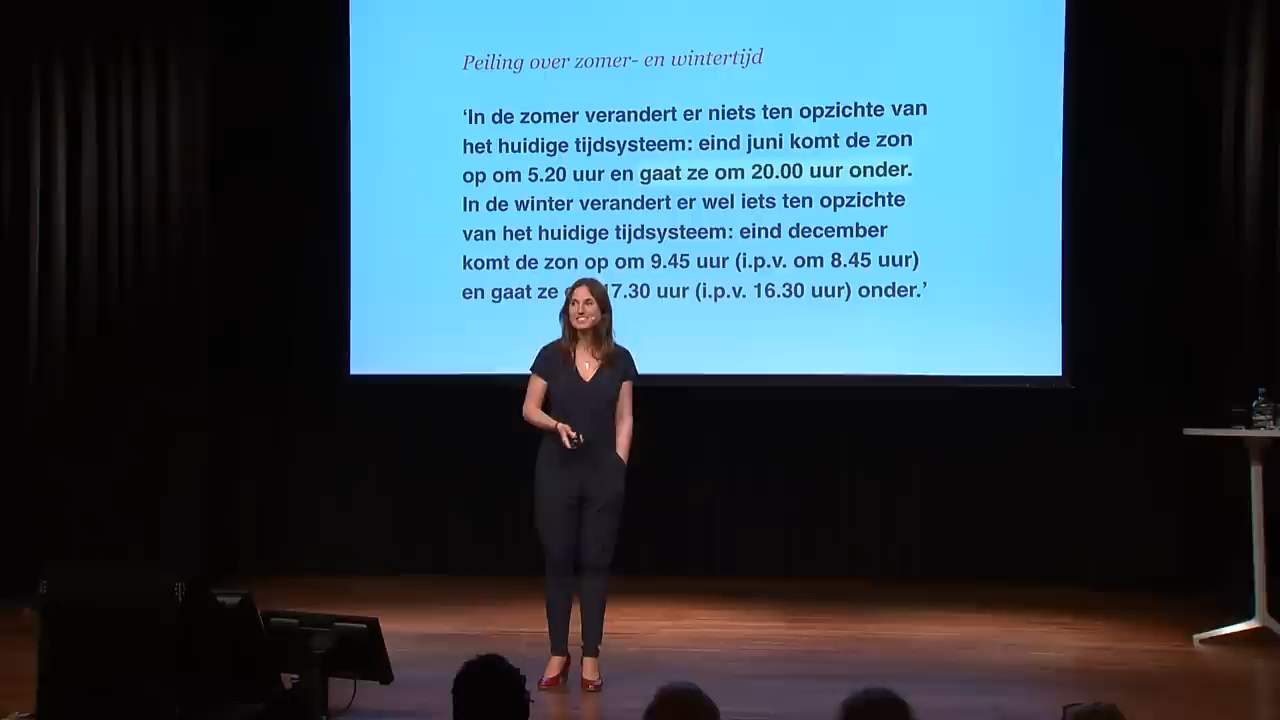 Peiling over zomer- en wintertijd
‘In de zomer verandert er niets ten opzichte van
het huidige tijdsysteem: eind juni komt de zon
op om 5.20 uur en gaat ze om 20.00 uur onder.
In de winter verandert er wel iets ten opzichte
van het huidige tijdsysteem: eind december
komt de zon op om 9.45 uur (i.p.v. om 8.45 uur)
en gaat ze 17.30 uur (i.p.v. 16.30 uur) onder.’